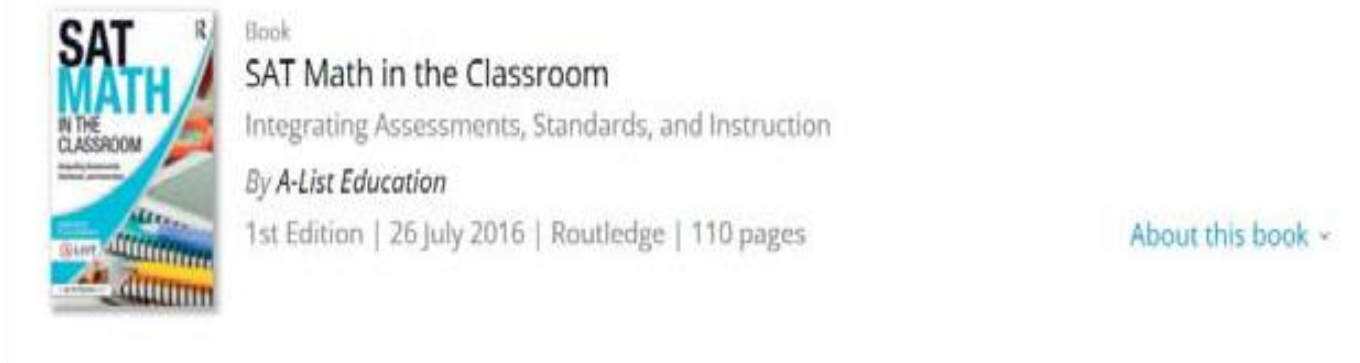 SAT
MATH
IN THE
CLASSROOM
R
Book
SAT Math in the Classroom
Integrating Assessments, Standards, and Instruction
By A-List Education
1st Edition | 26 July 2016 | Routledge | 110 pages
About this book